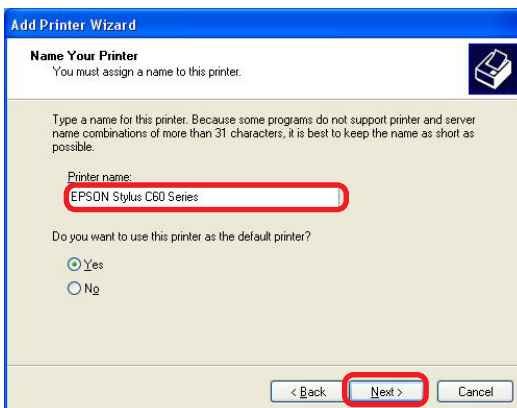 Add Printer Wizard
Name Your Printer
You must assign a name to this printer.
Type a name for this printer. Because some programs do not support printer and server
name combinations of more than 31 characters, it is best to keep the name as short as
possible.
Printer name:
EPSON Stylus C60 Series
Do you want to use this printer as the default printer?
Yes
No
< Back
Next >
Cancel